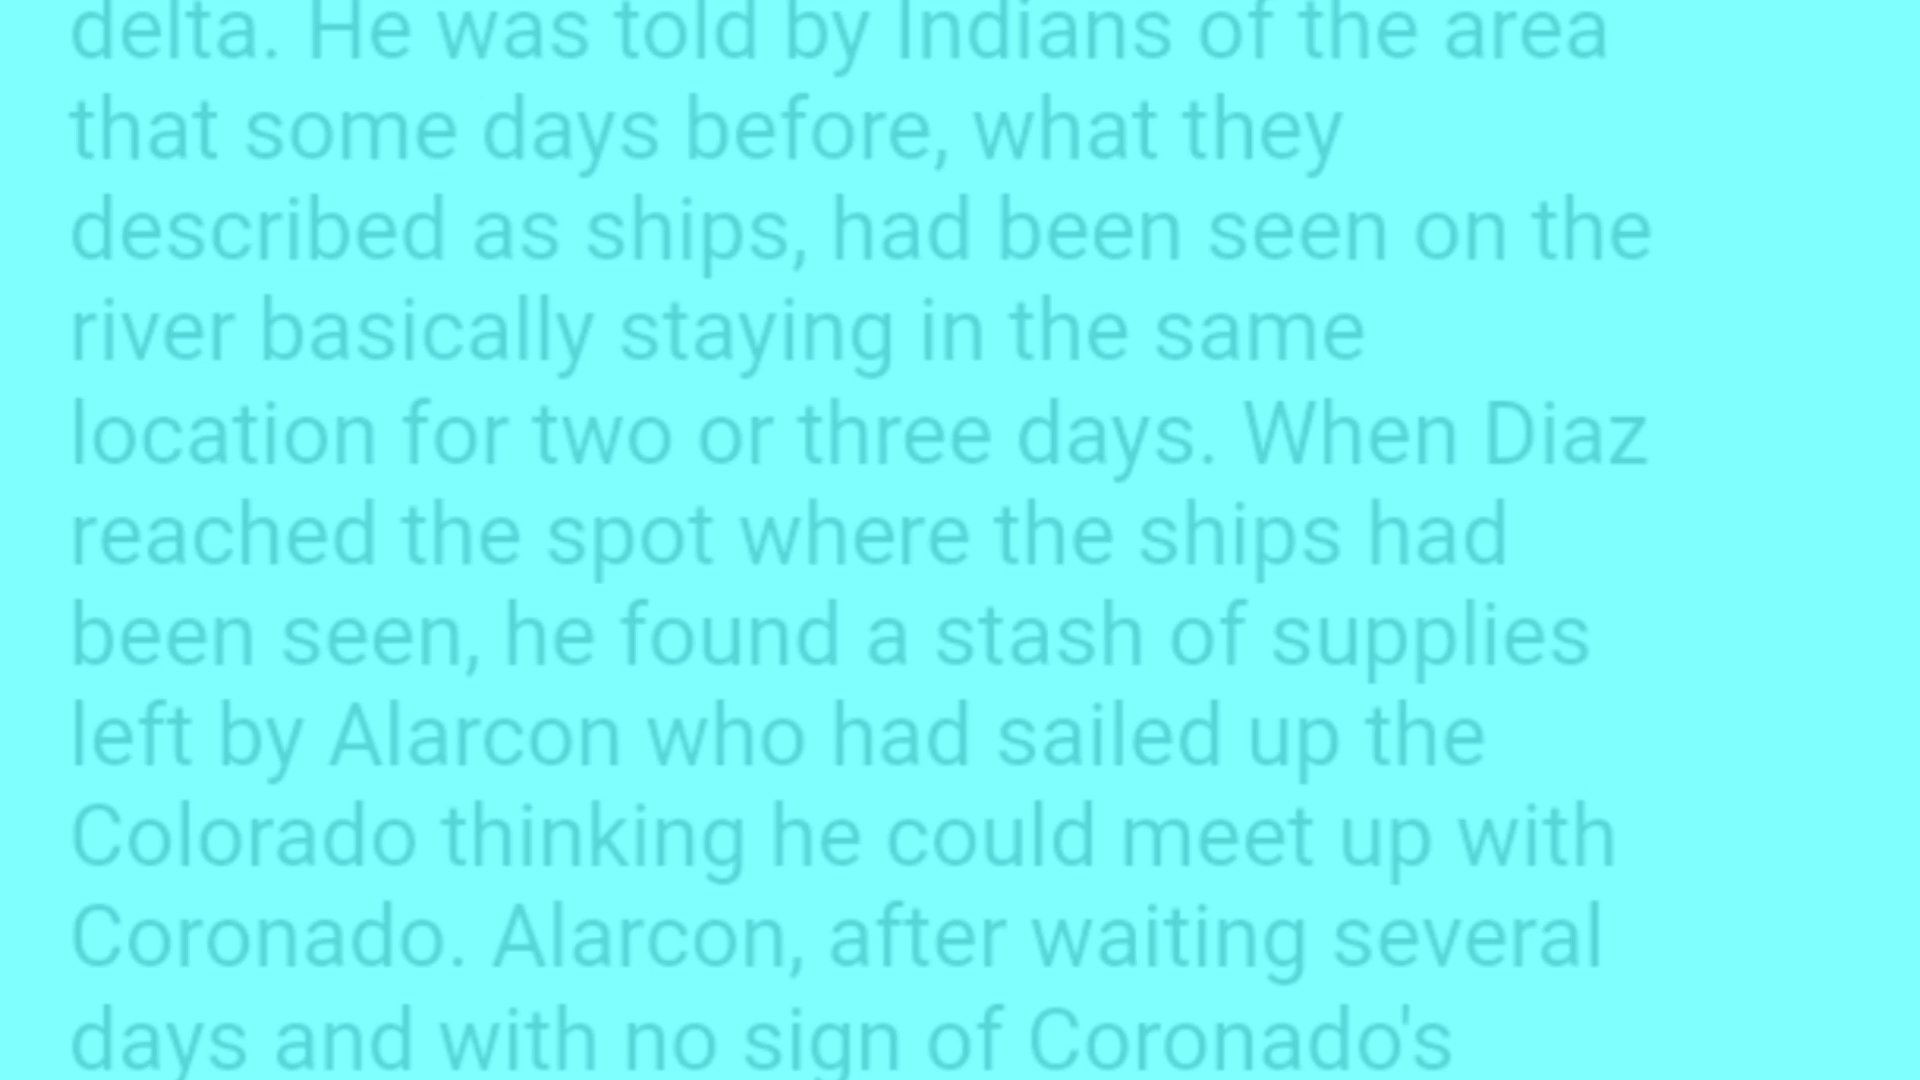 delta. He was told by Indians of the area
that some days before, what they
described as ships, had been seen on the
river basically staying in the same
location for two or three days. When Diaz
reached the spot where the ships had
been seen, he found a stash of supplies
left by Alarcon who had sailed up the
Colorado thinking he could meet up with
Coronado. Alarcon, after waiting several
days and with no sign of Coronado's